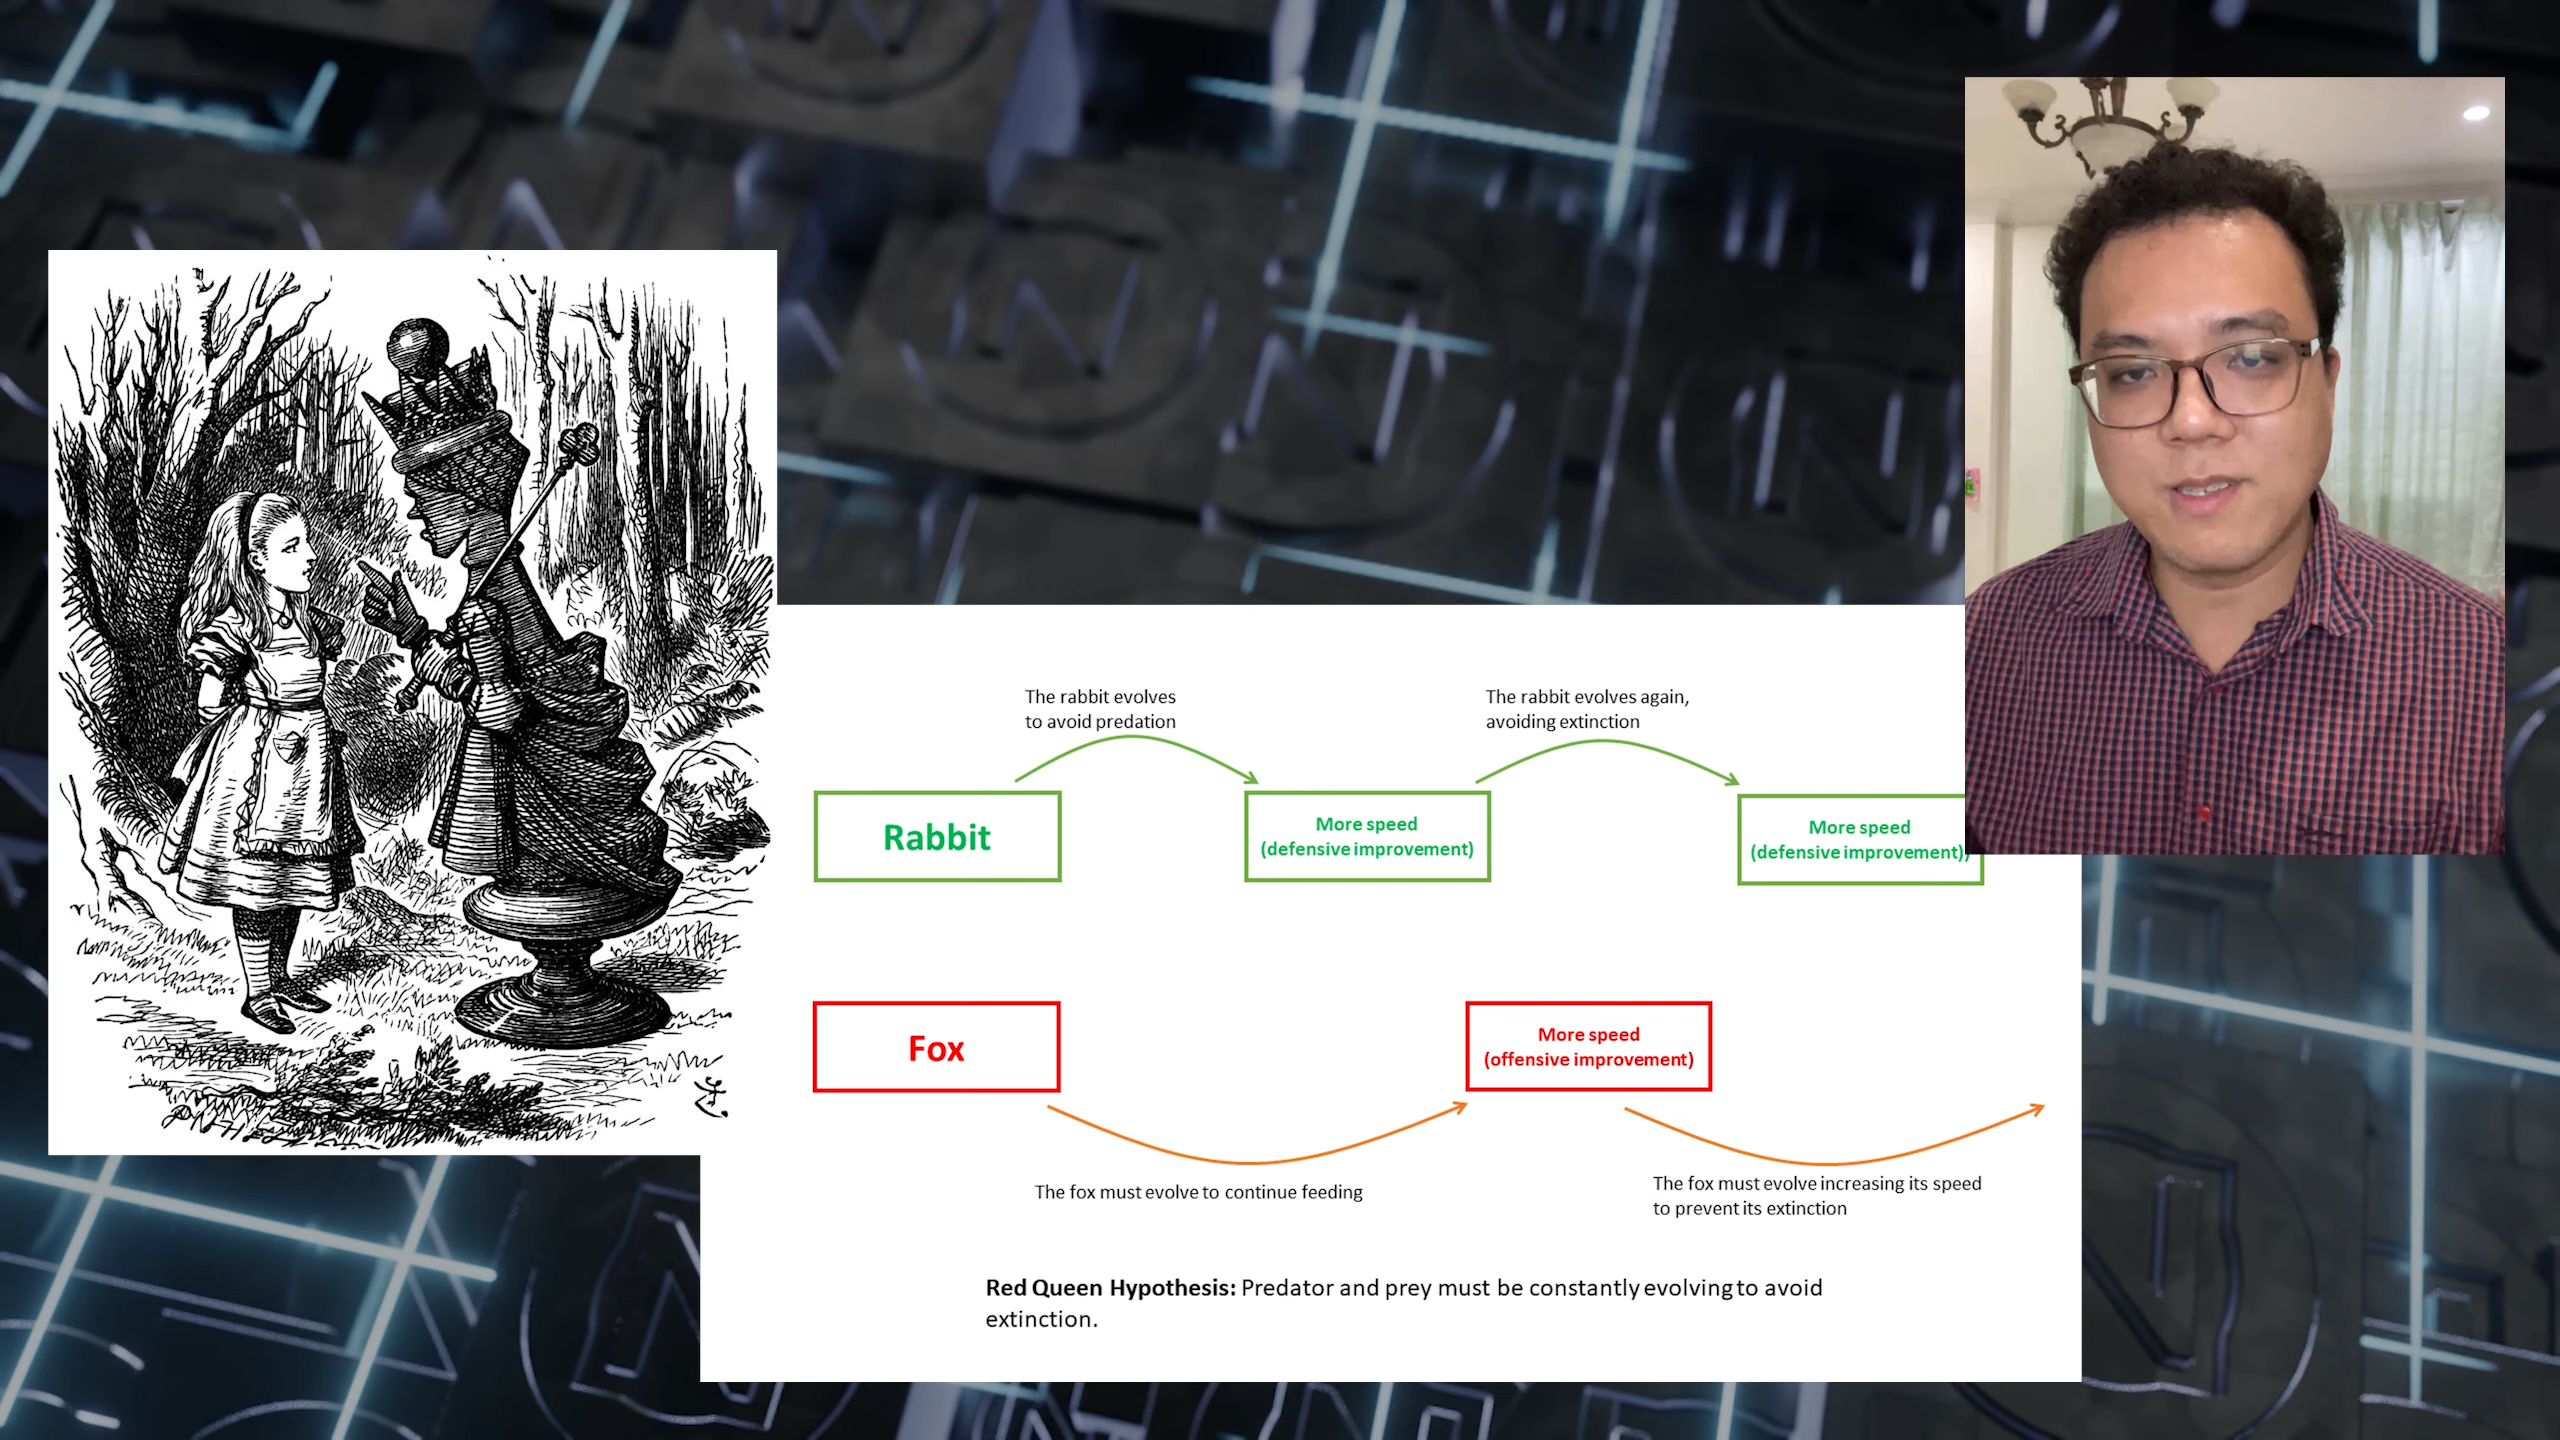 The rabbit evolves
to avoid predation
The rabbit evolves again,
avoiding extinction
Rabbit
More speed
(defensive improvement)
More speed
(defensive improvement))
Fox
More speed
(offensive improvement)
The fox must evolve to continue feeding
The fox must evolve increasing its speed
to prevent its extinction
Red Queen Hypothesis: Predator and prey must be constantly evolving to avoid
extinction.